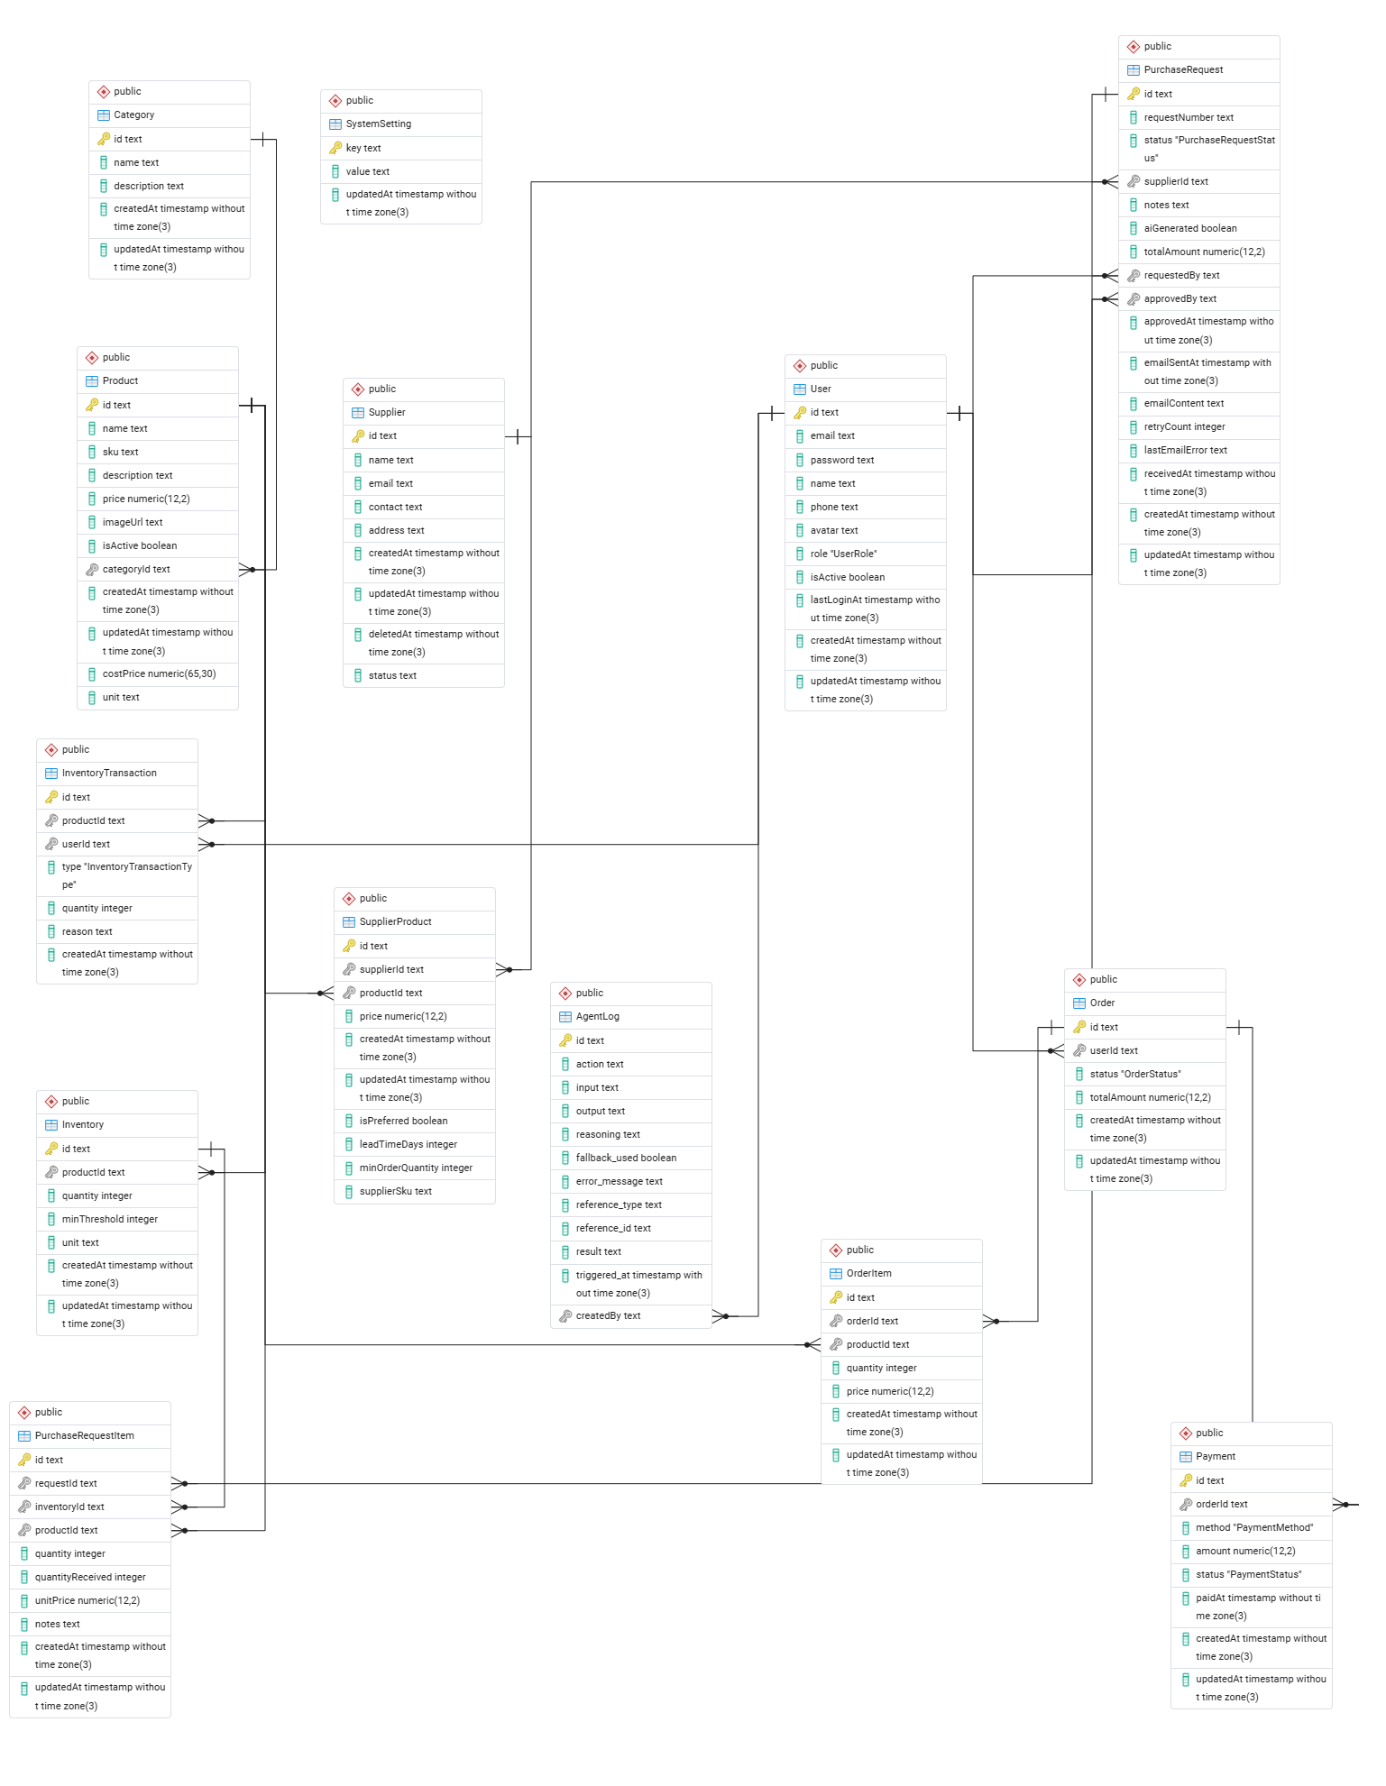 public
Category
id text
name text
description text
createdAt timestamp without
time zone(3)
updatedAt timestamp withou
t time zone(3)
public
SystemSetting
key text
value text
updatedAt timestamp withou
t time zone(3)
public
PurchaseRequest
id text
requestNumber text
status "PurchaseRequestStat
us"
supplierId text
notes text
aiGenerated boolean
totalAmount numeric(12,2)
requestedBy text
approvedBy text
approvedAt timestamp witho
ut time zone(3)
emailSentAt timestamp with
out time zone(3)
emailContent text
retryCount integer
lastEmailError text
receivedAt timestamp withou
t time zone(3)
createdAt timestamp without
time zone(3)
updatedAt timestamp withou
t time zone(3)
public
Product
id text
name text
sku text
description text
price numeric(12,2)
imageUrl text
isActive boolean
categoryId text
createdAt timestamp without
time zone(3)
updatedAt timestamp withou
t time zone(3)
costPrice numeric(65,30)
unit text
public
Supplier
id text
name text
email text
contact text
address text
createdAt timestamp without
time zone(3)
updatedAt timestamp withou
t time zone(3)
deletedAt timestamp without
time zone(3)
status text
public
User
id text
email text
password text
name text
phone text
avatar text
role "UserRole"
isActive boolean
lastLoginAt timestamp witho
ut time zone(3)
createdAt timestamp without
time zone(3)
updatedAt timestamp withou
t time zone(3)
public
InventoryTransaction
id text
productId text
userId text
type "InventoryTransactionTy
pe"
quantity integer
reason text
createdAt timestamp without
time zone(3)
public
SupplierProduct
id text
supplierId text
productId text
price numeric(12,2)
createdAt timestamp without
time zone(3)
updatedAt timestamp withou
t time zone(3)
isPreferred boolean
leadTimeDays integer
minOrderQuantity integer
supplierSku text
public
AgentLog
id text
action text
input text
output text
reasoning text
fallback_used boolean
error_message text
reference_type text
reference_id text
result text
triggered_at timestamp with
out time zone(3)
createdBy text
public
Order
id text
userId text
status "OrderStatus"
totalAmount numeric(12,2)
createdAt timestamp without
time zone(3)
updatedAt timestamp withou
t time zone(3)
public
Inventory
id text
productId text
quantity integer
minThreshold integer
unit text
createdAt timestamp without
time zone(3)
updatedAt timestamp withou
t time zone(3)
public
OrderItem
id text
orderId text
productId text
quantity integer
price numeric(12,2)
createdAt timestamp without
time zone(3)
updatedAt timestamp withou
t time zone(3)
public
PurchaseRequestItem
id text
requestId text
inventoryId text
productId text
quantity integer
quantityReceived integer
unitPrice numeric(12,2)
notes text
createdAt timestamp without
time zone(3)
updatedAt timestamp withou
t time zone(3)
public
Payment
id text
orderId text
method "PaymentMethod"
amount numeric(12,2)
status "PaymentStatus"
paidAt timestamp without ti
me zone(3)
createdAt timestamp without
time zone(3)
updatedAt timestamp withou
t time zone(3)